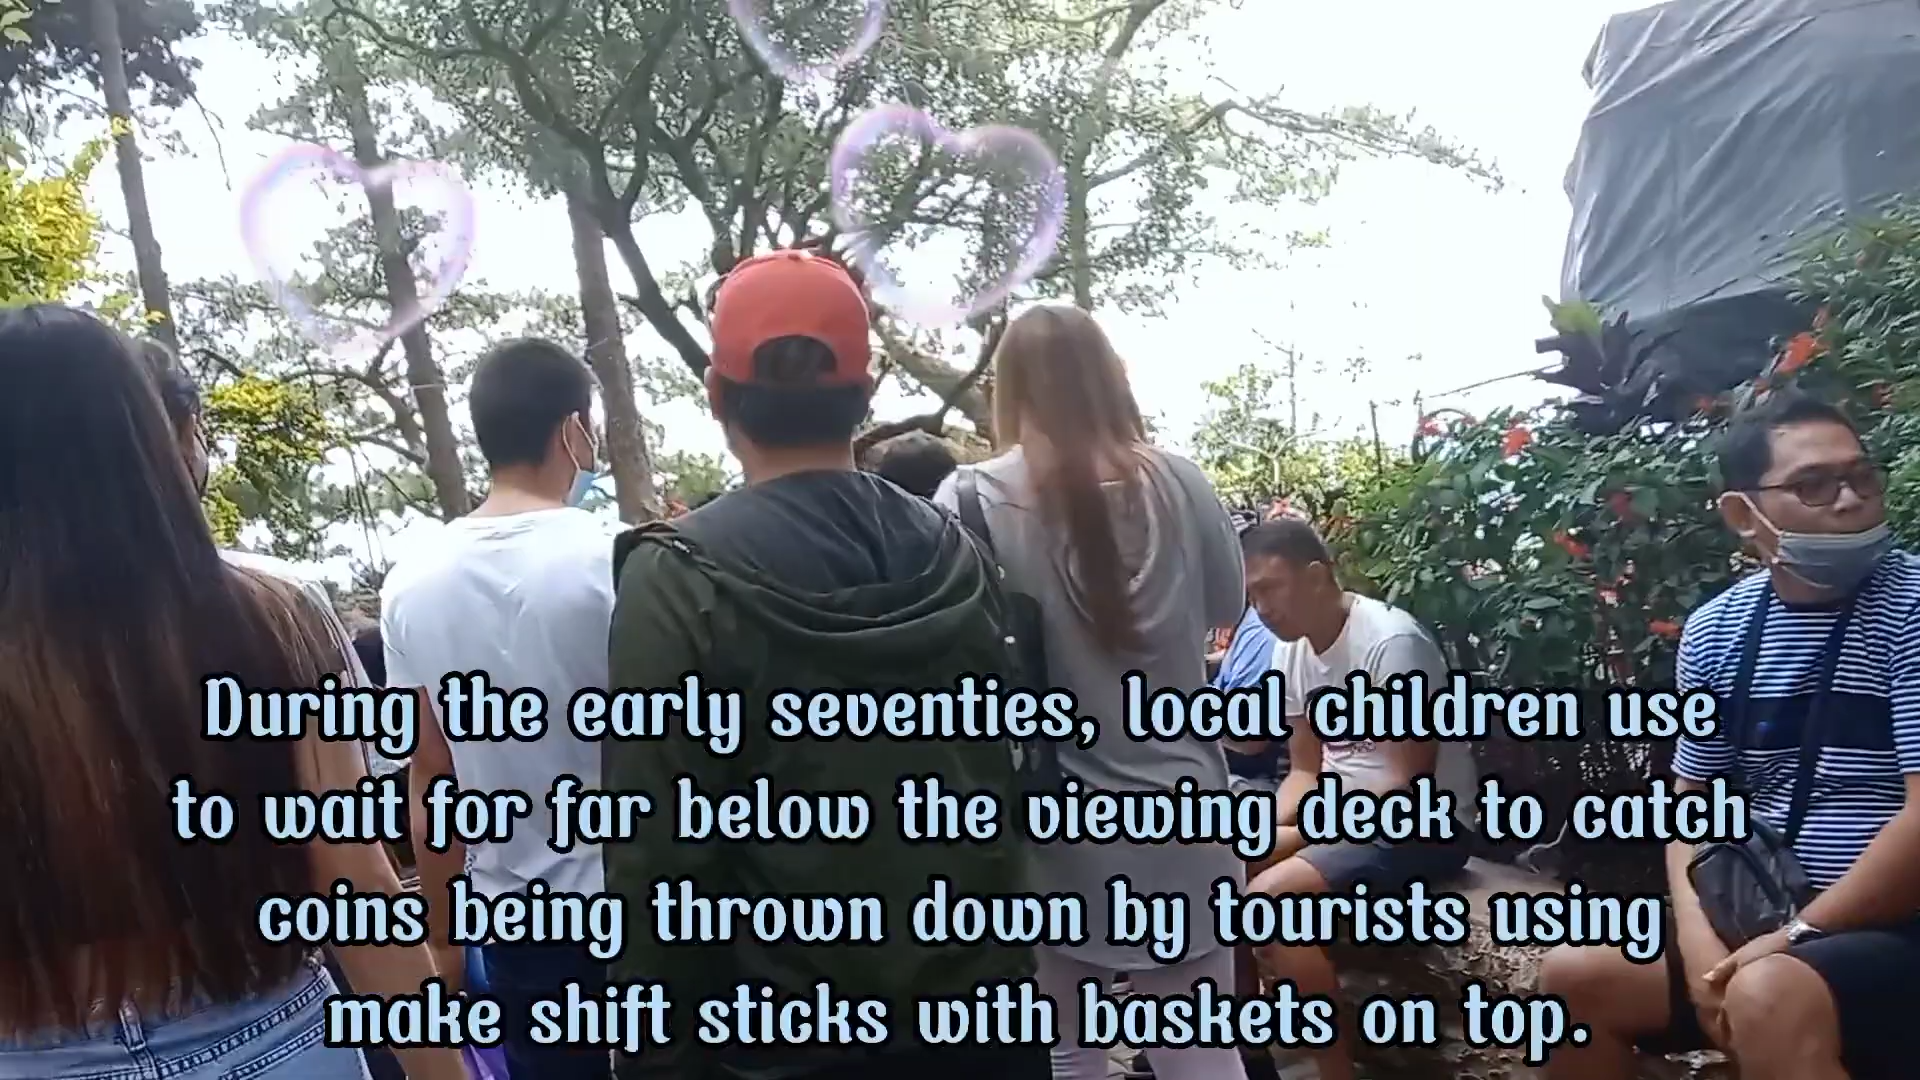 During the early seventies, local children use
to wait for far below the viewing deck to catch
coins being thrown down by tourists using
make shift sticks with baskets on top.